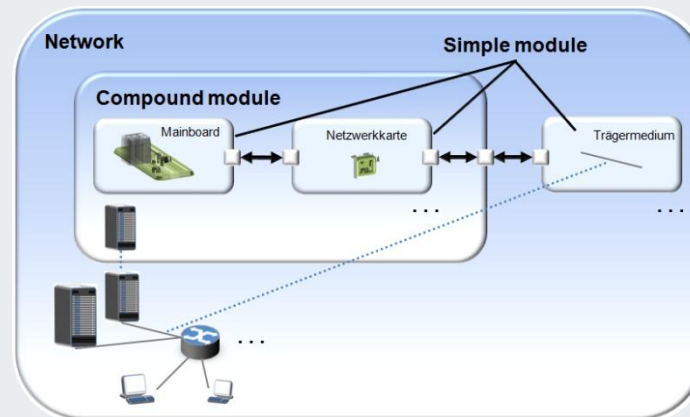 Network
Simple module
Compound module
Mainboard
Netzwerkkarte
Trägermedium
. . .
. . .
. . .